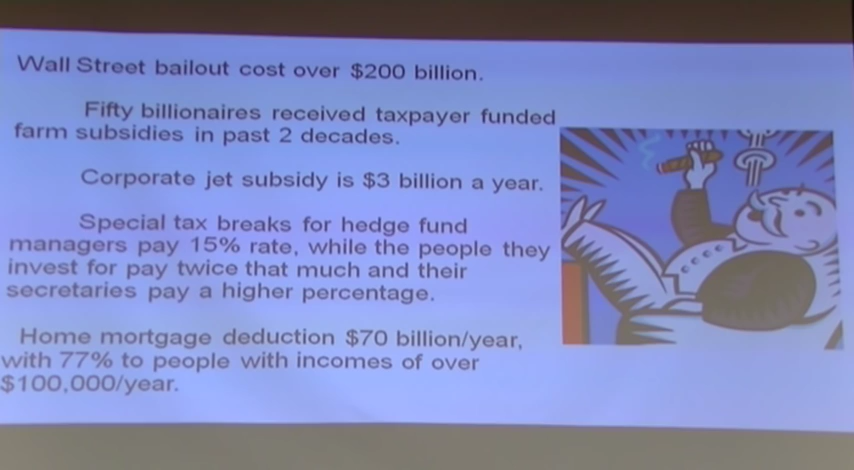 Wall Street bailout cost over $200 billion.
Fifty billionaires received taxpayer funded
farm subsidies in past 2 decades.
Corporate jet subsidy is $3 billion a year.
Special tax breaks for hedge fund
managers pay 15% rate, while the people they
invest for pay twice that much and their
secretaries pay a higher percentage.
Home mortgage deduction $70 billion/year,
with 77% to people with incomes of over
$100,000/year.